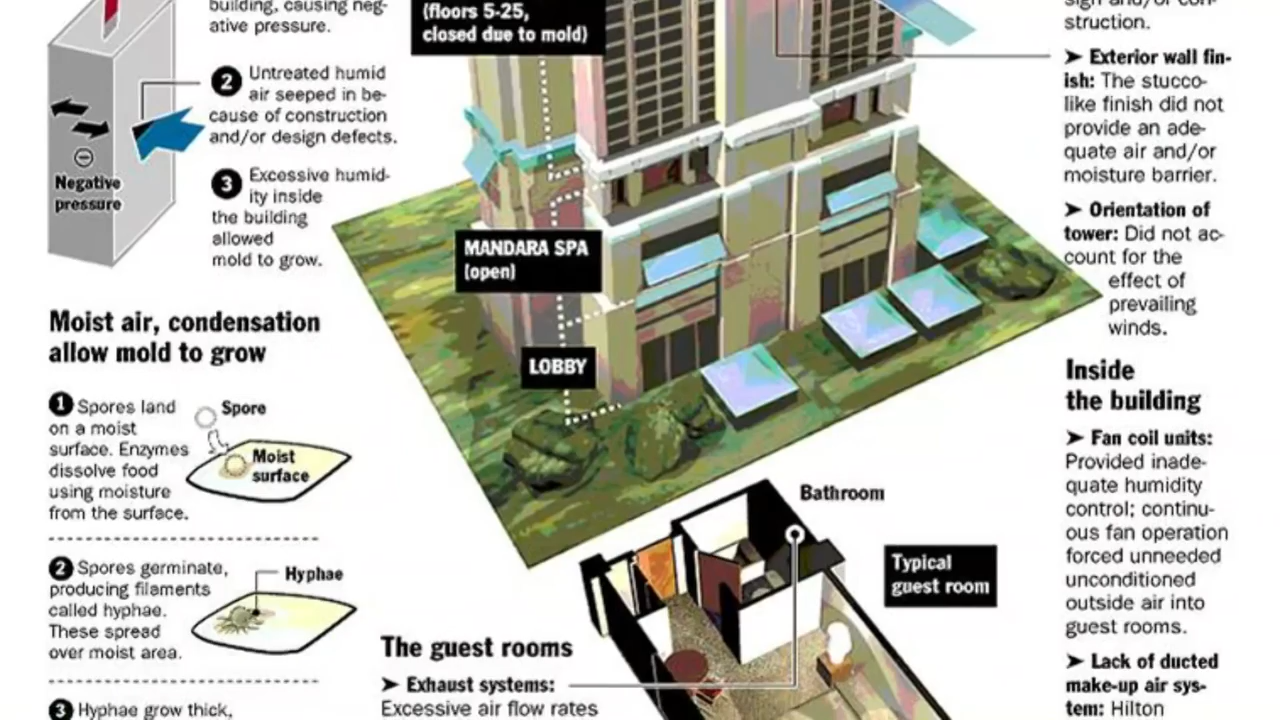 building, causing neg-
ative pressure.
2 Untreated humid
air seeped in be-
cause of construction
and/or design defects.
3 Excessive humid-
ity inside
the building
allowed
mold to grow.
Negative
pressure
Moist air, condensation
allow mold to grow
1 Spores land
on a moist
surface. Enzymes
dissolve food
using moisture
from the surface.
Spore
Moist
surface
2 Spores germinate,
producing filaments
called hyphae.
These spread
over moist area.
Hyphae
3 Hyphae grow thick,
(floors 5-25,
closed due to mold)
MANDARA SPA
(open)
LOBBY
Bathroom
Typical
guest room
The guest rooms
➤ Exhaust systems:
Excessive air flow rates
sign and/or con-
struction.
➤ Exterior wall fin-
ish: The stucco-
like finish did not
provide an ade-
quate air and/or
moisture barrier.
➤ Orientation of
tower: Did not ac-
count for the
effect of
prevailing
winds.
Inside
the building
➤ Fan coil units:
Provided inade-
quate humidity
control; continu-
ous fan operation
forced unneeded
unconditioned
outside air into
guest rooms.
➤ Lack of ducted
make-up air sys-
tem: Hilton